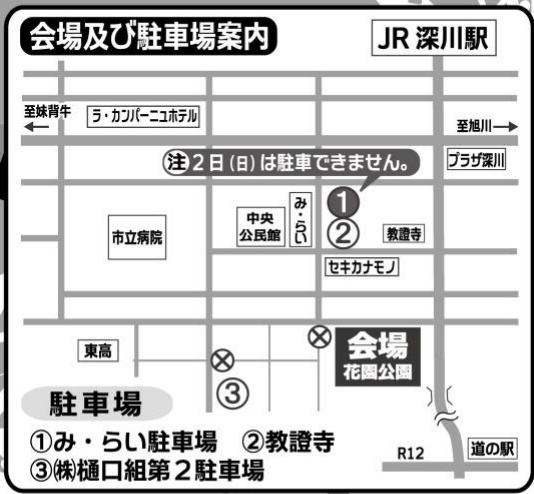 会場及び駐車場案内
JR 深川駅
至妹背牛
←
ラ・カンパーニュホテル
至旭川→
注2日(日)は駐車できません。
プラザ深川
市立病院
中央
公民館
み・らい
①
②
教證寺
セキカナモノ
東高
会場
花園公園
③
駐車場
①み・らい駐車場 ②教證寺
③㈱樋口組第2駐車場
R12
道の駅